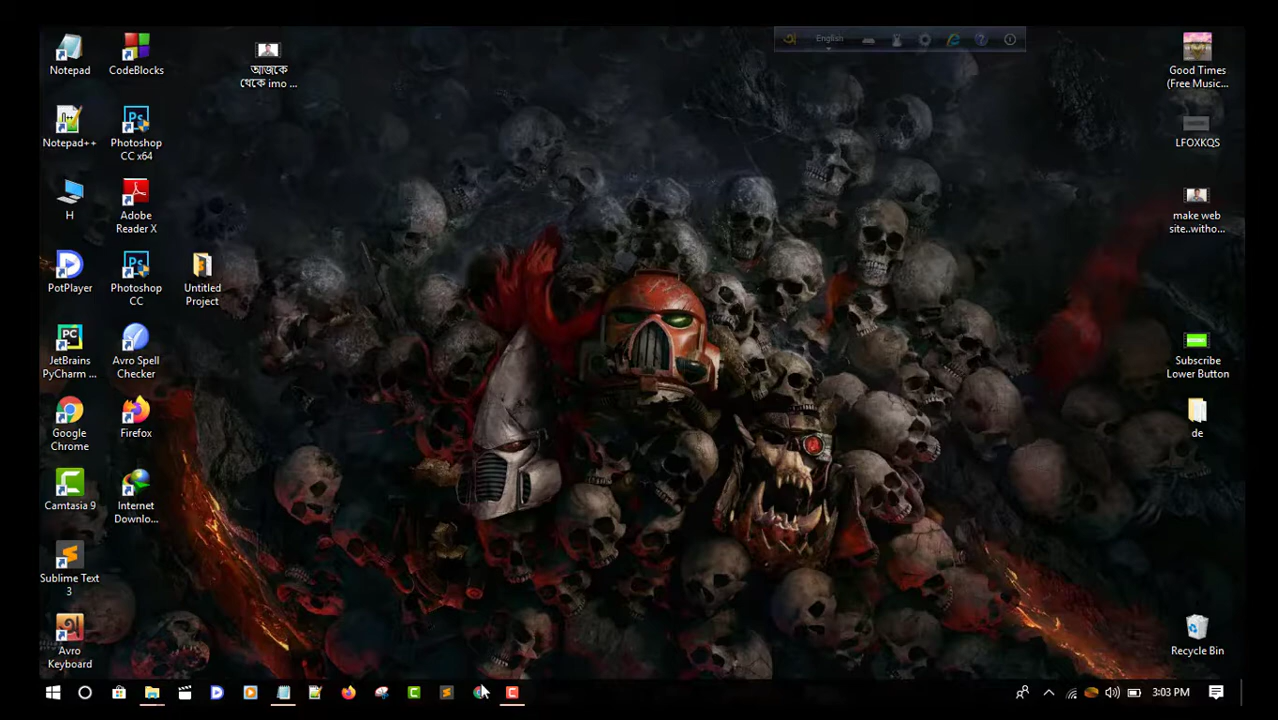 English
Notepad
CodeBlocks
আজকে
থেকে imo ...
Good Times
(Free Music...
Notepad++
Photoshop
CC x64
LFOXKQS
H
Adobe
Reader X
make web
site..witho...
PotPlayer
Photoshop
CC
Untitled
Project
JetBrains
PyCharm ...
Avro Spell
Checker
Subscribe
Lower Button
Google
Chrome
Firefox
de
Camtasia 9
Internet
Downlo...
Sublime Text
3
Avro
Keyboard
Recycle Bin
3:03 PM